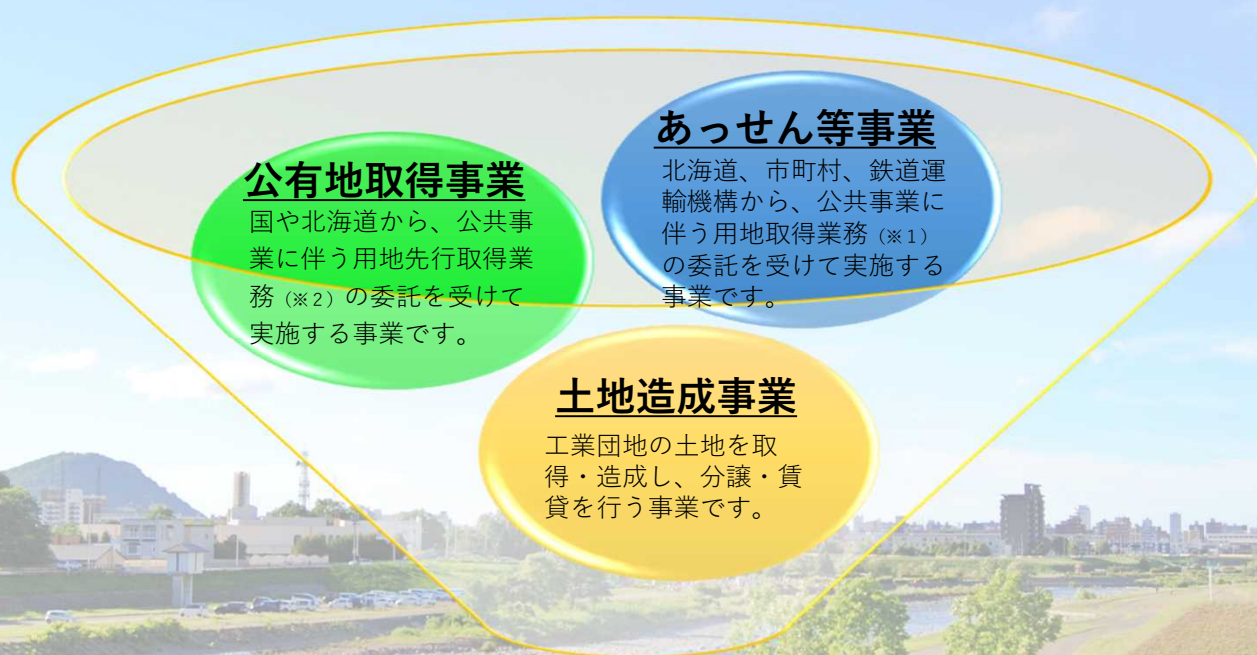 あっせん等事業
北海道、市町村、鉄道運
輸機構から、公共事業に
伴う用地取得業務(※1)
の委託を受けて実施する
事業です。
公有地取得事業
国や北海道から、公共事
業に伴う用地先行取得業
務(※2)の委託を受けて
実施する事業です。
土地造成事業
工業団地の土地を取
得・造成し、分譲・賃
貸を行う事業です。